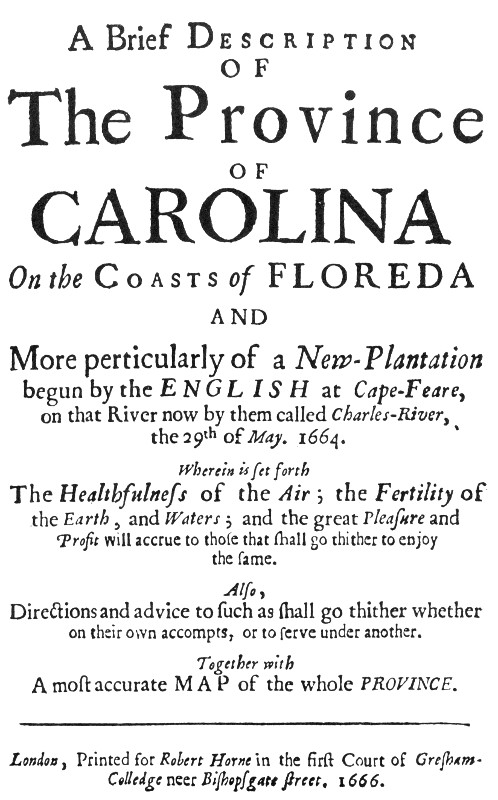 A Brief DESCRIPTION
OF
The Province
OF
CAROLINA
On the COASTS of FLOREDA
AND
More perticularly of a New-Plantation
begun by the ENGLISH at Cape-Feare,
on that River now by them called Charles-River,
the 29th of May. 1664.
Wherein is ſet forth
The Healthfulneſs of the Air; the Fertility of
the Earth, and Waters; and the great Pleaſure and
Profit will accrue to thoſe that ſhall go thither to enjoy
the ſame.
Alſo,
Directions and advice to ſuch as ſhall go thither whether
on their own accompts, or to ſerve under another.
Together with
A moſt accurate MAP of the whole PROVINCE.
London, Printed for Robert Horne in the firſt Court of Greſham-
Colledge neer Biſhopſgate ſtreet. 1666.